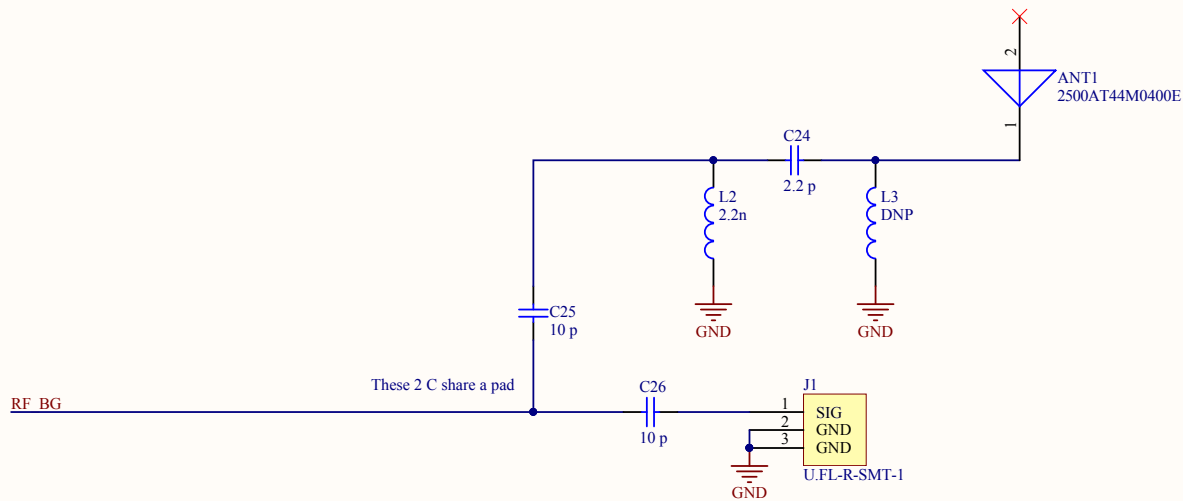 2
ANT1
2500AT44M0400E
1
C24
2.2 p
L2
2.2n
L3
DNP
GND
GND
C25
10 p
These 2 C share a pad
RF_BG
C26
10 p
J1
1
SIG
2
GND
3
GND
U.FL-R-SMT-1
GND